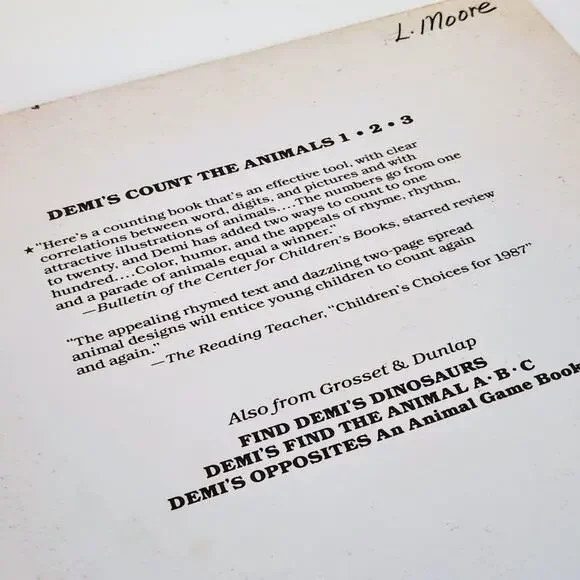 L. Moore
DEMI'S COUNT THE ANIMALS 1 • 2 • 3
★ "Here's a counting book that's an effective tool, with clear
correlations between word, digits, and pictures and with
attractive illustrations of animals....The numbers go from one
to twenty, and Demi has added two ways to count to one
hundred....Color, humor, and the appeals of rhyme, rhythm,
and a parade of animals equal a winner."
—Bulletin of the Center for Children's Books, starred review
"The appealing rhymed text and dazzling two-page spread
animal designs will entice young children to count again
and again."
—The Reading Teacher, "Children's Choices for 1987"
Also from Grosset & Dunlap
FIND DEMI'S DINOSAURS
DEMI'S FIND THE ANIMAL A·B·C
DEMI'S OPPOSITES An Animal Game Book